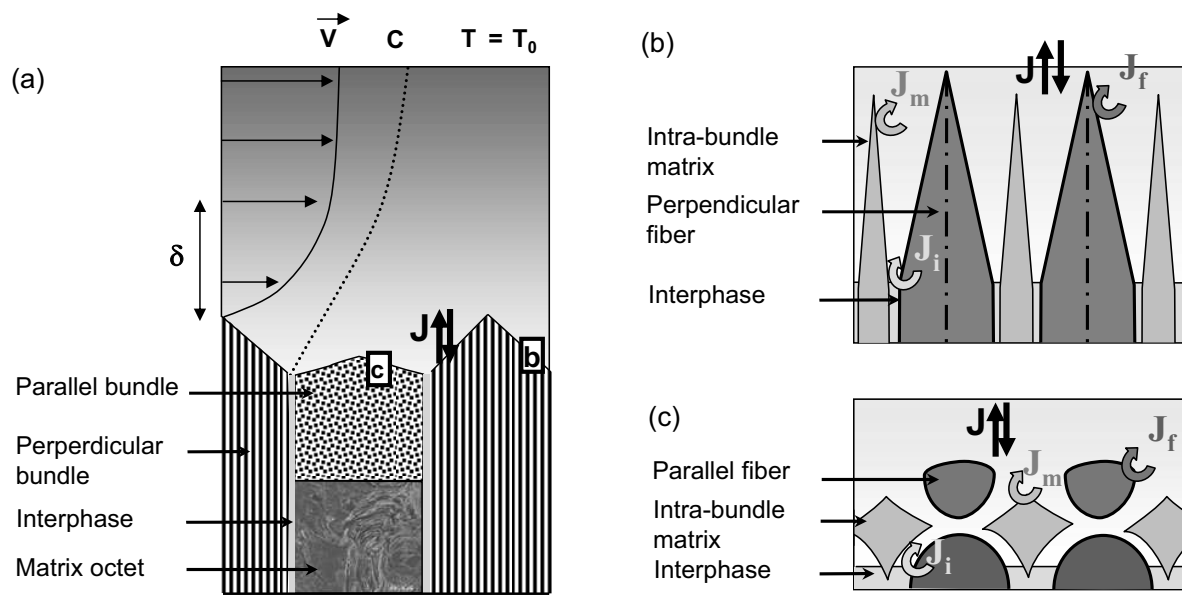 (a)
V C T = T0
δ
J
c
b
Parallel bundle
Perperdicular
bundle
Interphase
Matrix octet
(b)
J
Jm
Jf
Intra-bundle
matrix
Perpendicular
fiber
Ji
Interphase
(c)
J
Jf
Jm
Parallel fiber
Intra-bundle
matrix
Ji
Interphase